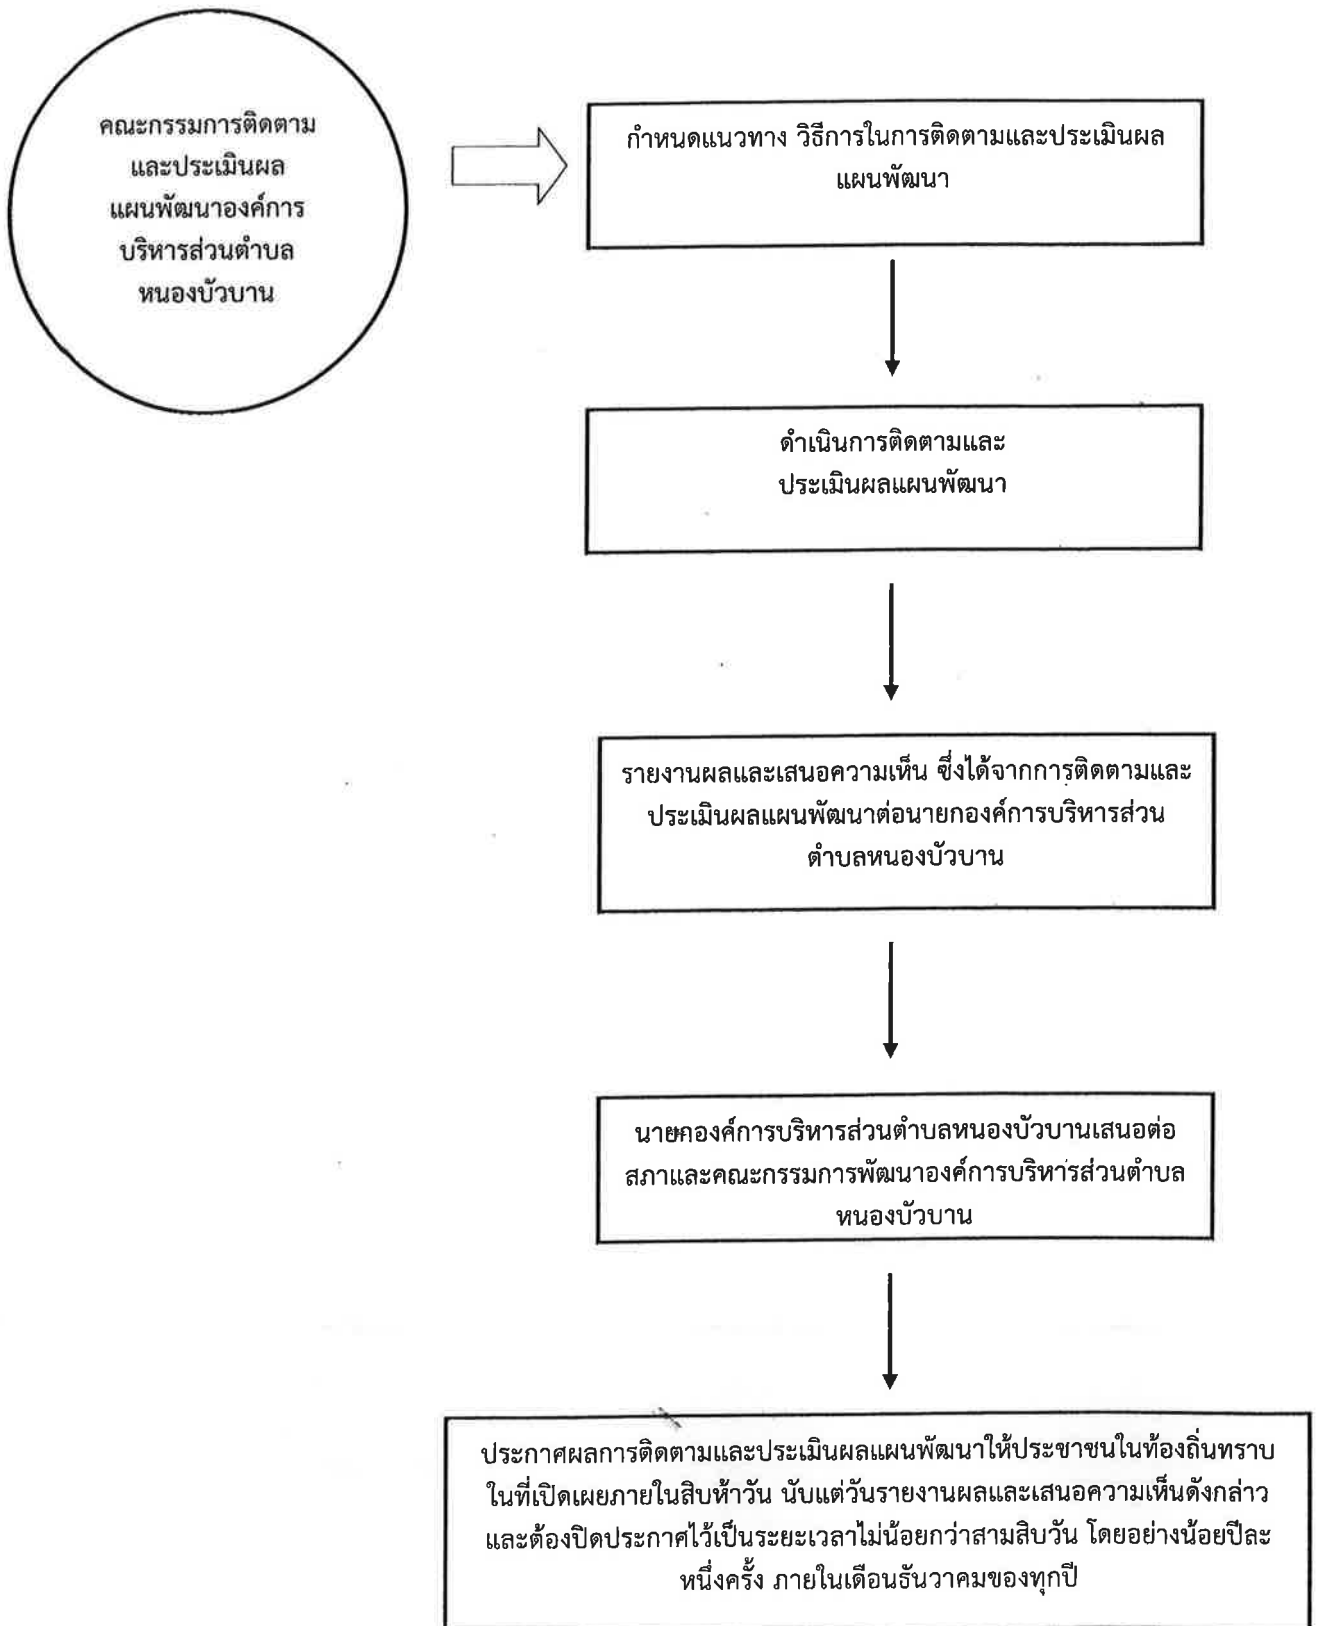 คณะกรรมการติดตาม
และประเมินผล
แผนพัฒนาองค์การ
บริหารส่วนตำบล
หนองบัวบาน
กำหนดแนวทาง วิธีการในการติดตามและประเมินผล
แผนพัฒนา
ดำเนินการติดตามและ
ประเมินผลแผนพัฒนา
รายงานผลและเสนอความเห็น ซึ่งได้จากการติดตามและ
ประเมินผลแผนพัฒนาต่อนายกองค์การบริหารส่วน
ตำบลหนองบัวบาน
นายกองค์การบริหารส่วนตำบลหนองบัวบานเสนอต่อ
สภาและคณะกรรมการพัฒนาองค์การบริหารส่วนตำบล
หนองบัวบาน
ประกาศผลการติดตามและประเมินผลแผนพัฒนาให้ประชาชนในท้องถิ่นทราบ
ในที่เปิดเผยภายในสิบห้าวัน นับแต่วันรายงานผลและเสนอความเห็นดังกล่าว
และต้องปิดประกาศไว้เป็นระยะเวลาไม่น้อยกว่าสามสิบวัน โดยอย่างน้อยปีละ
หนึ่งครั้ง ภายในเดือนธันวาคมของทุกปี